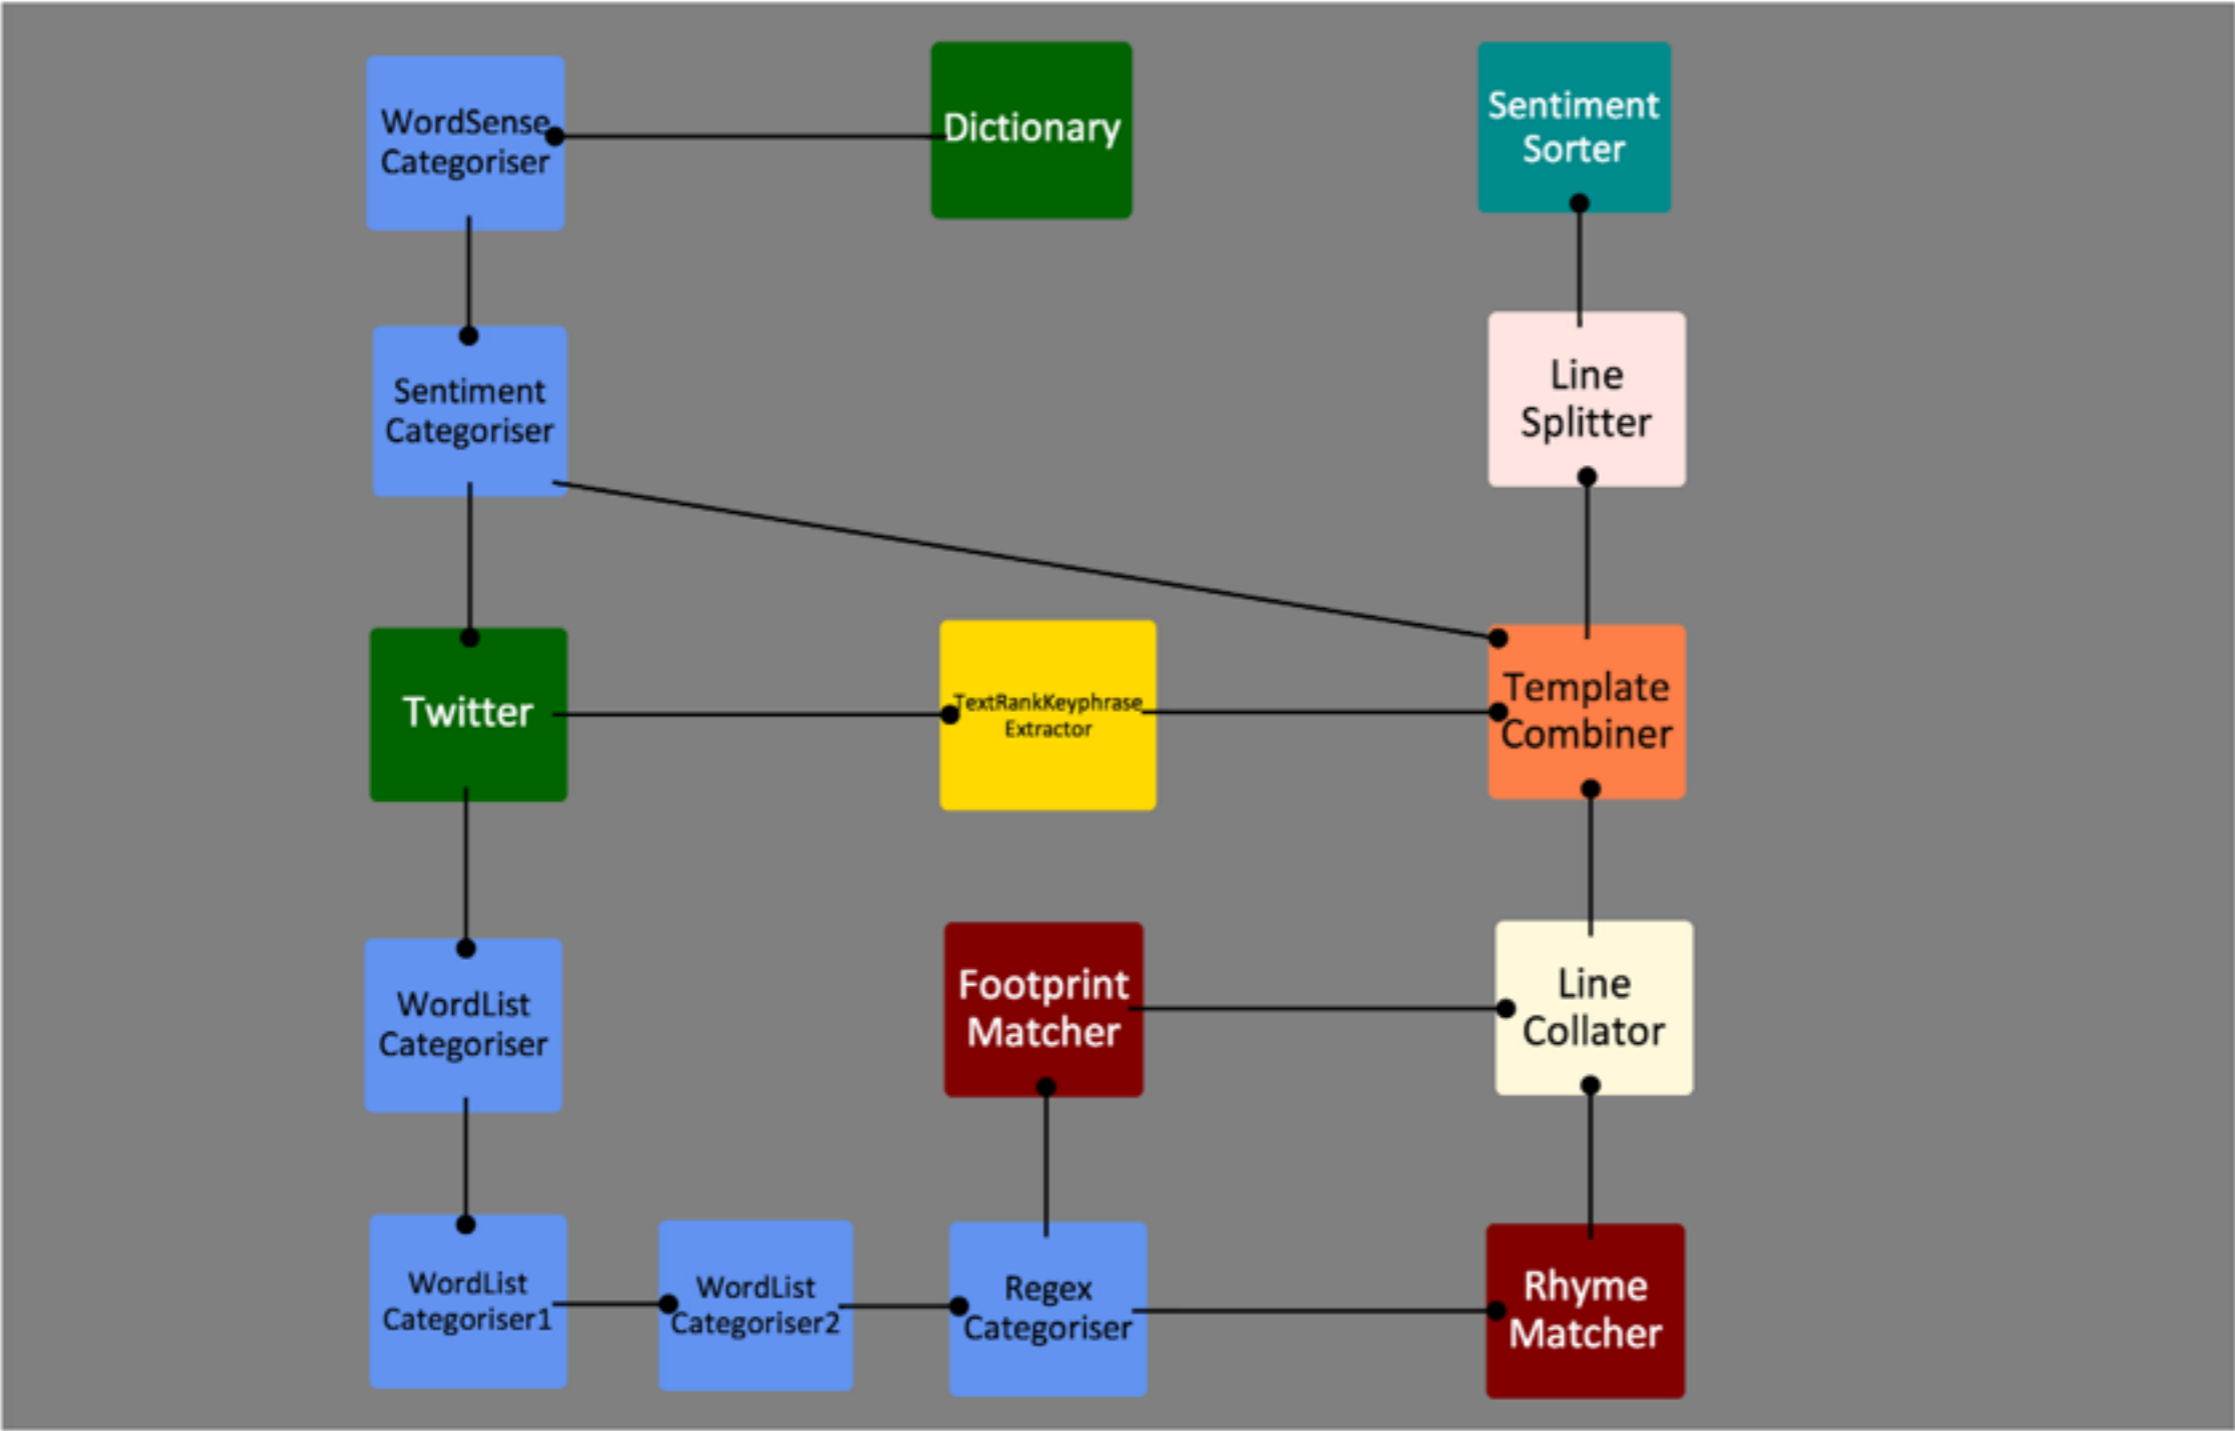 WordSense
Categoriser
Dictionary
Sentiment
Sorter
Sentiment
Categoriser
Line
Splitter
Twitter
TextRankKeyphrase
Extractor
Template
Combiner
WordList
Categoriser
Footprint
Matcher
Line
Collator
WordList
Categoriser1
WordList
Categoriser2
Regex
Categoriser
Rhyme
Matcher